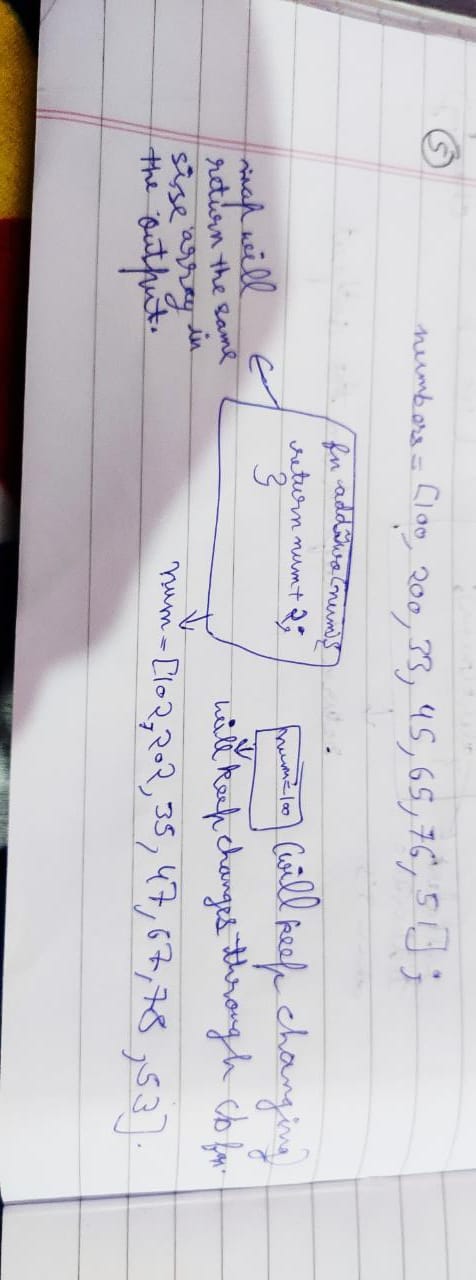 ⑤
numbers = [100, 200, 33, 45, 65, 76, 51];
fn addTwo(num){
return num + 2;
}
num=100 (will keep changing)
will keep changes through cb fn.
map will
return the same
size array in
the output.
num = [102, 202, 35, 47, 67, 78, 53].